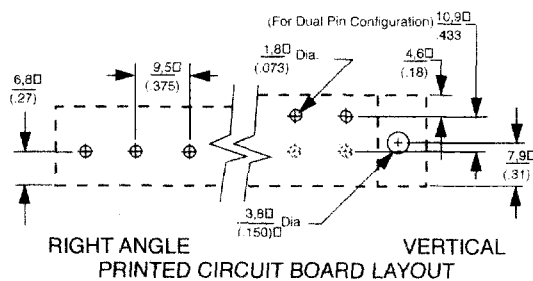 (For Dual Pin Configuration) 10,9▯
.433
1,8▯ Dia.
(.073)
4,6▯
(.18)
6,8▯
(.27)
9,5▯
(.375)
7,9▯
(.31)
3,8▯ Dia
(.150)▯
RIGHT ANGLE
VERTICAL
PRINTED CIRCUIT BOARD LAYOUT